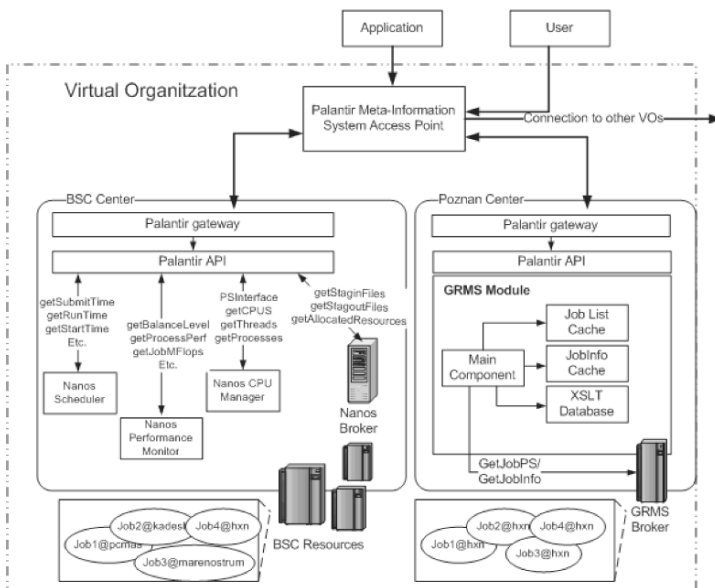 Application
User
Virtual Organitzation
Palantir Meta-Information
System Access Point
Connection to other VOs
BSC Center
Palantir gateway
Palantir API
getSubmitTime
getRunTime
getStartTime
Etc.
getBalanceLevel
getProcessPerf
getJobMFlops
Etc.
PSInterface
getCPUS
getThreads
getProcesses
getStaginFiles
getStagoutFiles
getAllocatedResources
Nanos
Scheduler
Nanos
Performance
Monitor
Nanos CPU
Manager
Nanos
Broker
BSC Resources
Job1@pcmas
Job2@kadesh
Job4@hxn
Job3@marenostrum
Poznan Center
Palantir gateway
Palantir API
GRMS Module
Main
Component
Job List
Cache
JobInfo
Cache
XSLT
Database
GetJobPS/
GetJobInfo
GRMS
Broker
Job1@hxn
Job2@hxn
Job4@hxn
Job3@hxn